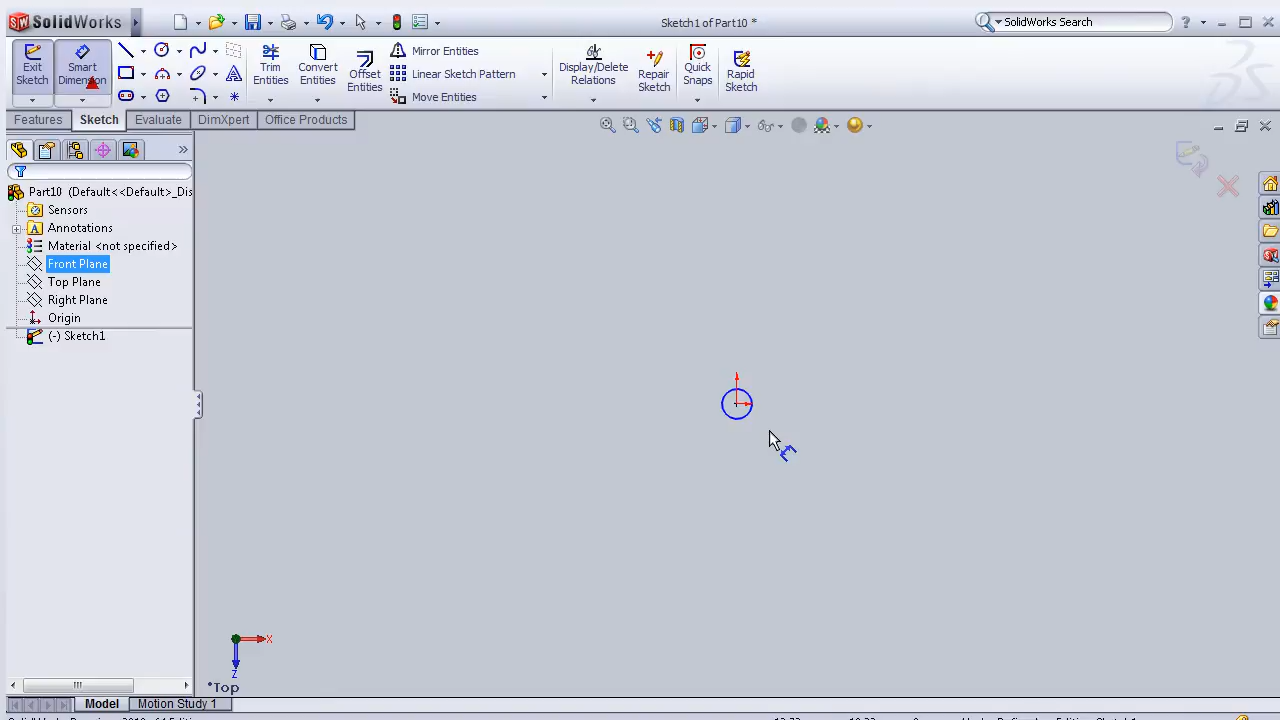 SolidWorks
Sketch1 of Part10 *
SolidWorks Search
?
Exit Sketch
Smart Dimension
Trim Entities
Convert Entities
Offset Entities
Mirror Entities
Linear Sketch Pattern
Move Entities
Display/Delete Relations
Repair Sketch
Quick Snaps
Rapid Sketch
Features
Sketch
Evaluate
DimXpert
Office Products
Part10 (Default<<Default>_Dis
Sensors
Annotations
Material <not specified>
Front Plane
Top Plane
Right Plane
Origin
(-) Sketch1
X
Z
*Top
Model
Motion Study 1